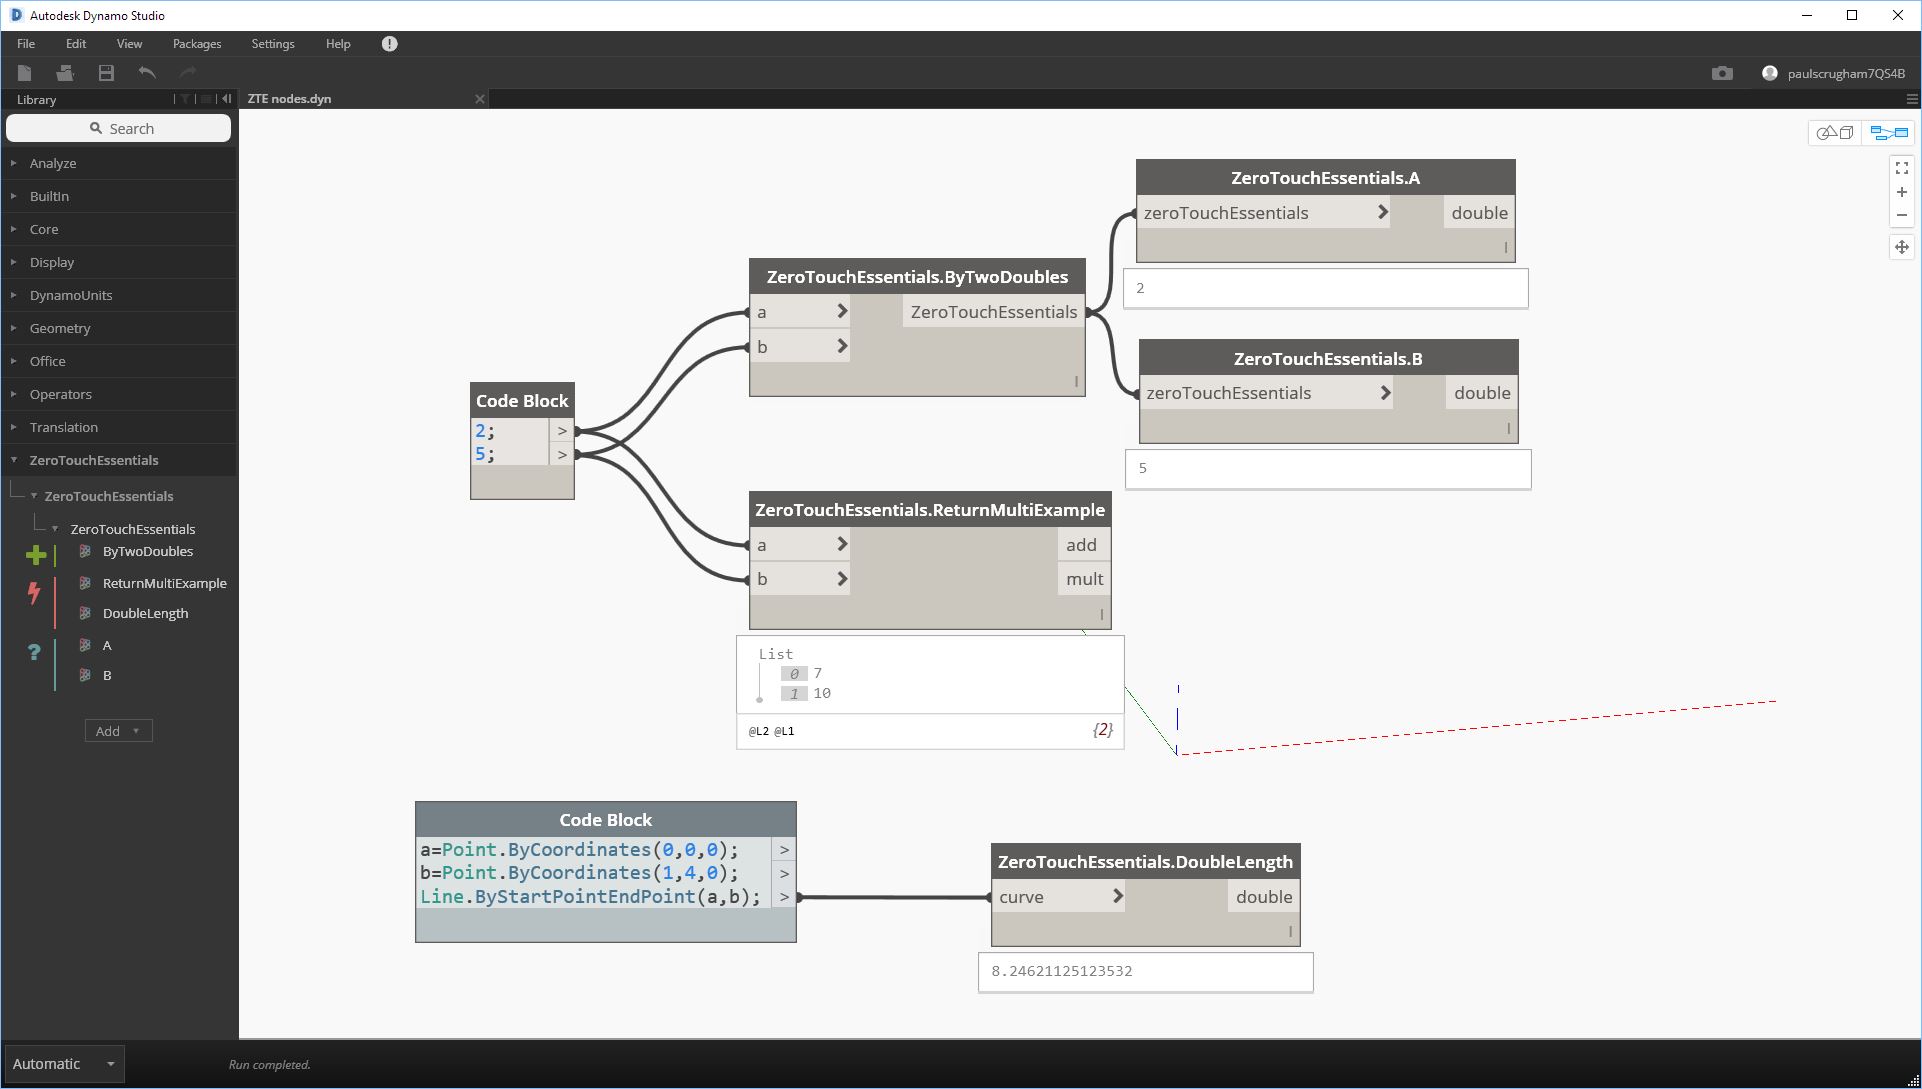 Autodesk Dynamo Studio
File Edit View Packages Settings Help
paulscrugham7QS4B
Library
ZTE nodes.dyn
Search
Analyze
BuiltIn
Core
Display
DynamoUnits
Geometry
Office
Operators
Translation
ZeroTouchEssentials
ZeroTouchEssentials
ZeroTouchEssentials
ByTwoDoubles
ReturnMultiExample
DoubleLength
A
B
Add
Code Block
2; >
5; >
ZeroTouchEssentials.ByTwoDoubles
a ZeroTouchEssentials
b
ZeroTouchEssentials.A
zeroTouchEssentials double
2
ZeroTouchEssentials.B
zeroTouchEssentials double
5
ZeroTouchEssentials.ReturnMultiExample
a add
b mult
List
0 7
1 10
@L2 @L1 {2}
Code Block
a=Point.ByCoordinates(0,0,0); >
b=Point.ByCoordinates(1,4,0); >
Line.ByStartPointEndPoint(a,b); >
ZeroTouchEssentials.DoubleLength
curve double
8.24621125123532
Automatic
Run completed.